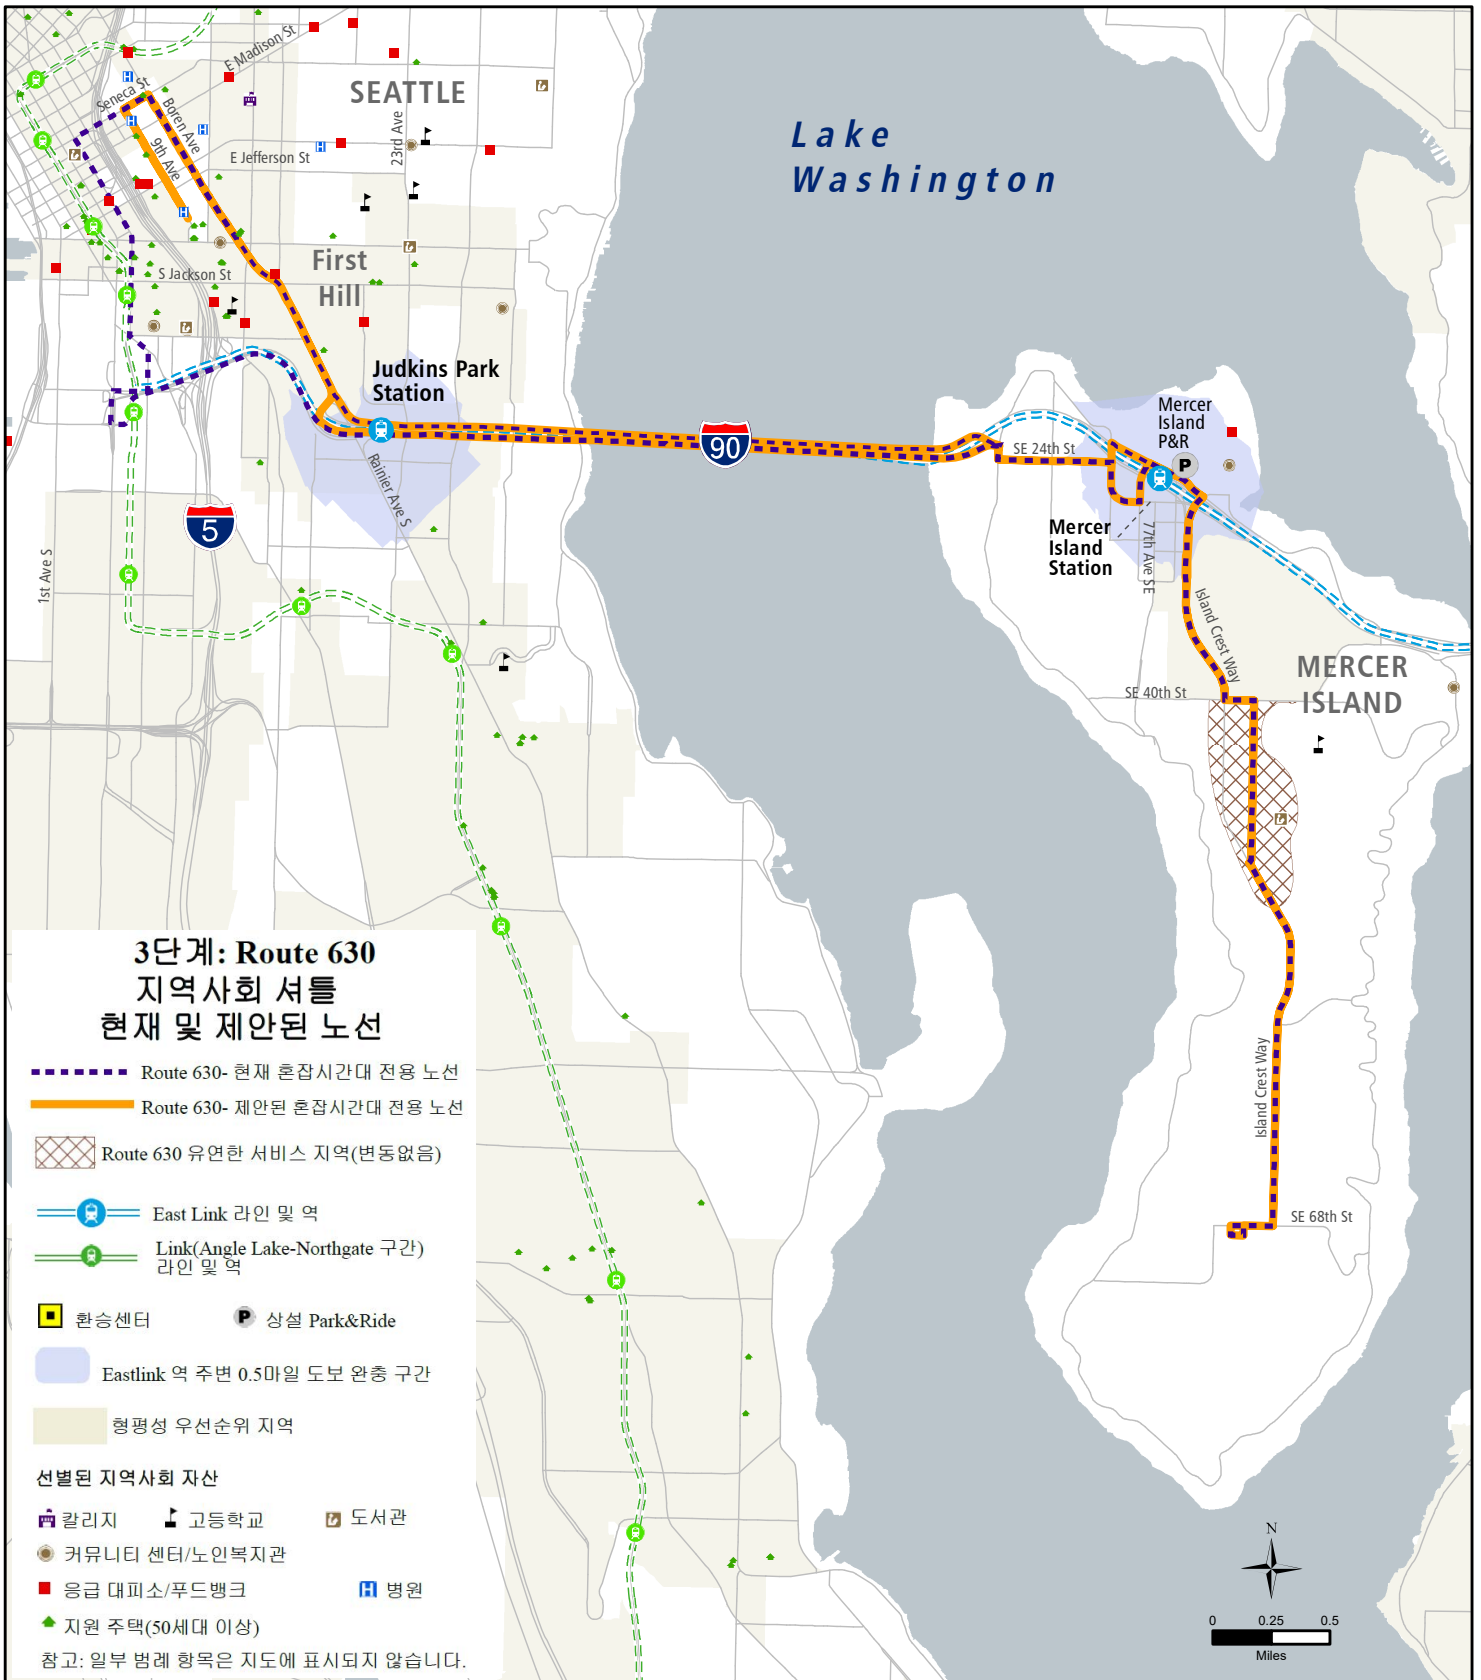 E Madison St
SEATTLE
Seneca St
Boren Ave
9th Ave
E Jefferson St
23rd Ave
Lake
Washington
First
Hill
S Jackson St
Judkins Park
Station
90
Rainier Ave S
5
1st Ave S
Mercer
Island
P&R
P
SE 24th St
Mercer
Island
Station
77th Ave SE
Island Crest Way
MERCER
ISLAND
SE 40th St
Island Crest Way
SE 68th St
3단계: Route 630
지역사회 셔틀
현재 및 제안된 노선
Route 630- 현재 혼잡시간대 전용 노선
Route 630- 제안된 혼잡시간대 전용 노선
Route 630 유연한 서비스 지역(변동없음)
East Link 라인 및 역
Link(Angle Lake-Northgate 구간)
라인 및 역
환승센터
P 상설 Park&Ride
Eastlink 역 주변 0.5마일 도보 완충 구간
형평성 우선순위 지역
선별된 지역사회 자산
칼리지 고등학교 도서관
커뮤니티 센터/노인복지관
응급 대피소/푸드뱅크 H 병원
지원 주택(50세대 이상)
참고: 일부 범례 항목은 지도에 표시되지 않습니다.
N
0 0.25 0.5
Miles